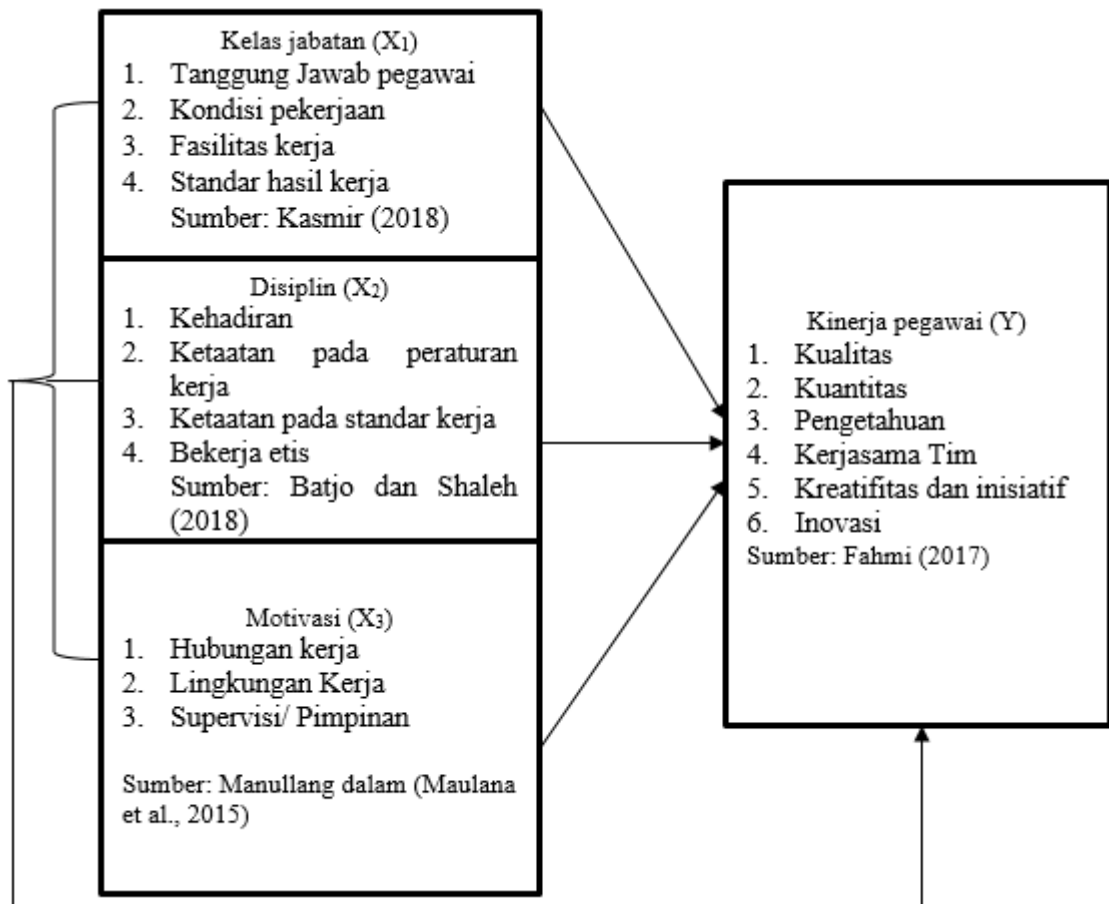 Kelas jabatan (X₁)
1. Tanggung Jawab pegawai
2. Kondisi pekerjaan
3. Fasilitas kerja
4. Standar hasil kerja
Sumber: Kasmir (2018)
Disiplin (X₂)
1. Kehadiran
2. Ketaatan pada peraturan
kerja
3. Ketaatan pada standar kerja
4. Bekerja etis
Sumber: Batjo dan Shaleh
(2018)
Motivasi (X₃)
1. Hubungan kerja
2. Lingkungan Kerja
3. Supervisi/ Pimpinan
Sumber: Manullang dalam (Maulana
et al., 2015)
Kinerja pegawai (Y)
1. Kualitas
2. Kuantitas
3. Pengetahuan
4. Kerjasama Tim
5. Kreatifitas dan inisiatif
6. Inovasi
Sumber: Fahmi (2017)